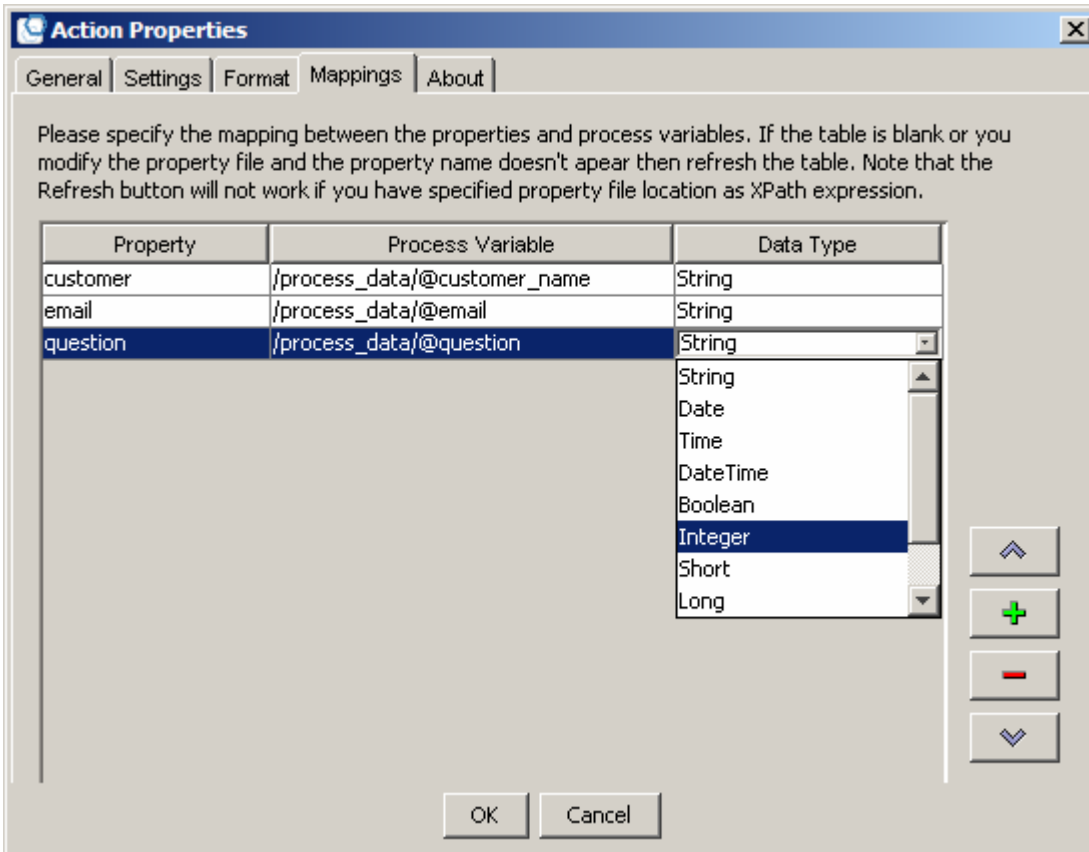 Action Properties
General Settings Format Mappings About
Please specify the mapping between the properties and process variables. If the table is blank or you
modify the property file and the property name doesn't apear then refresh the table. Note that the
Refresh button will not work if you have specified property file location as XPath expression.
Property Process Variable Data Type
customer /process_data/@customer_name String
email /process_data/@email String
question /process_data/@question String
String
Date
Time
DateTime
Boolean
Integer
Short
Long
OK Cancel